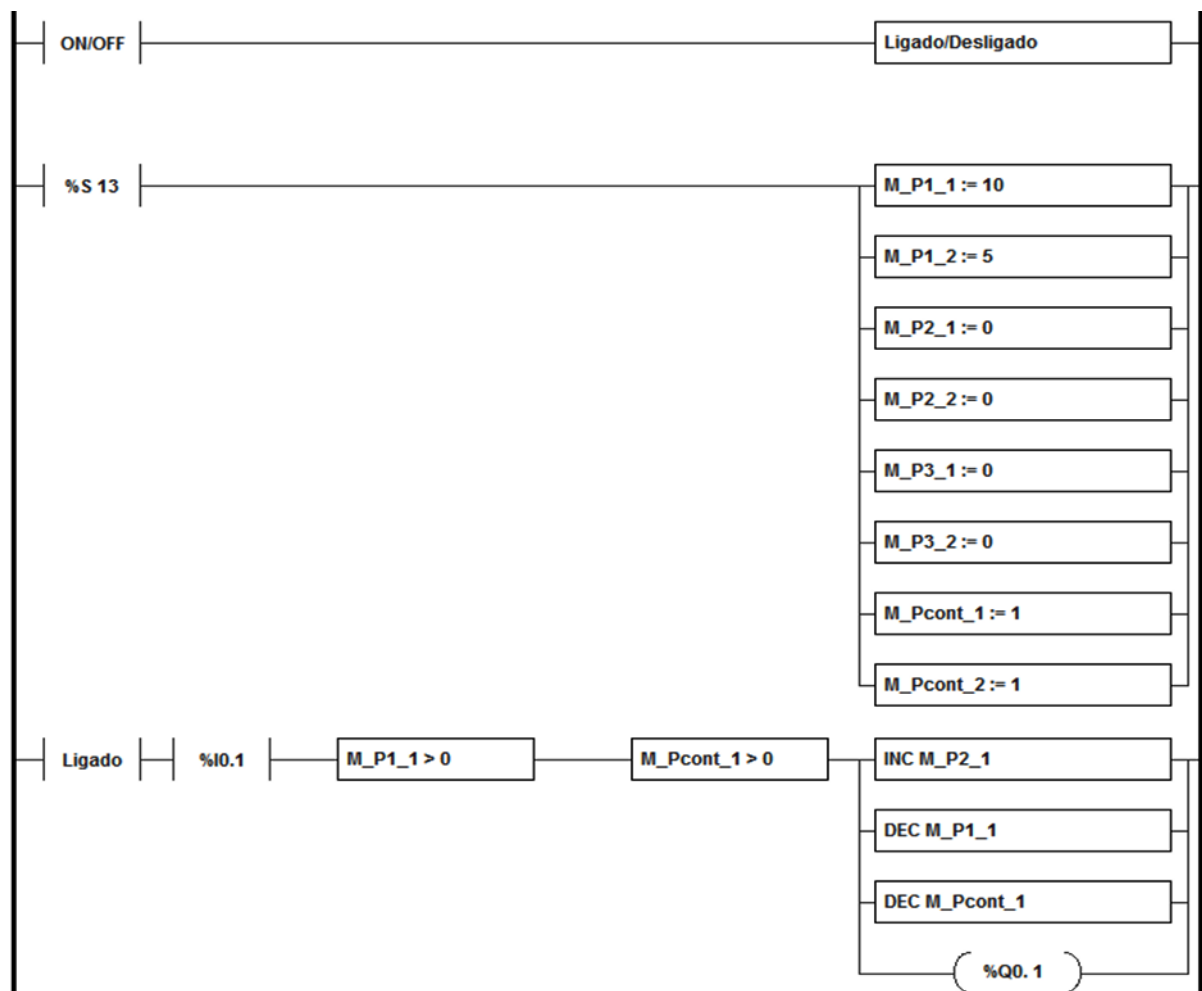 ON/OFF Ligado/Desligado
%S 13 M_P1_1 := 10
M_P1_2 := 5
M_P2_1 := 0
M_P2_2 := 0
M_P3_1 := 0
M_P3_2 := 0
M_Pcont_1 := 1
M_Pcont_2 := 1
Ligado %I0.1 M_P1_1 > 0 M_Pcont_1 > 0 INC M_P2_1
DEC M_P1_1
DEC M_Pcont_1
%Q0. 1